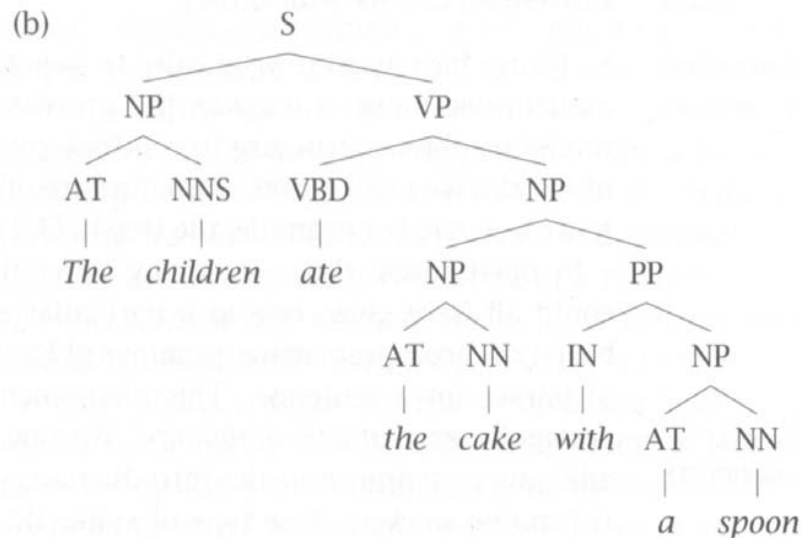 (b)
S
NP VP
AT NNS VBD NP
The children ate NP PP
AT NN IN NP
the cake with AT NN
a spoon